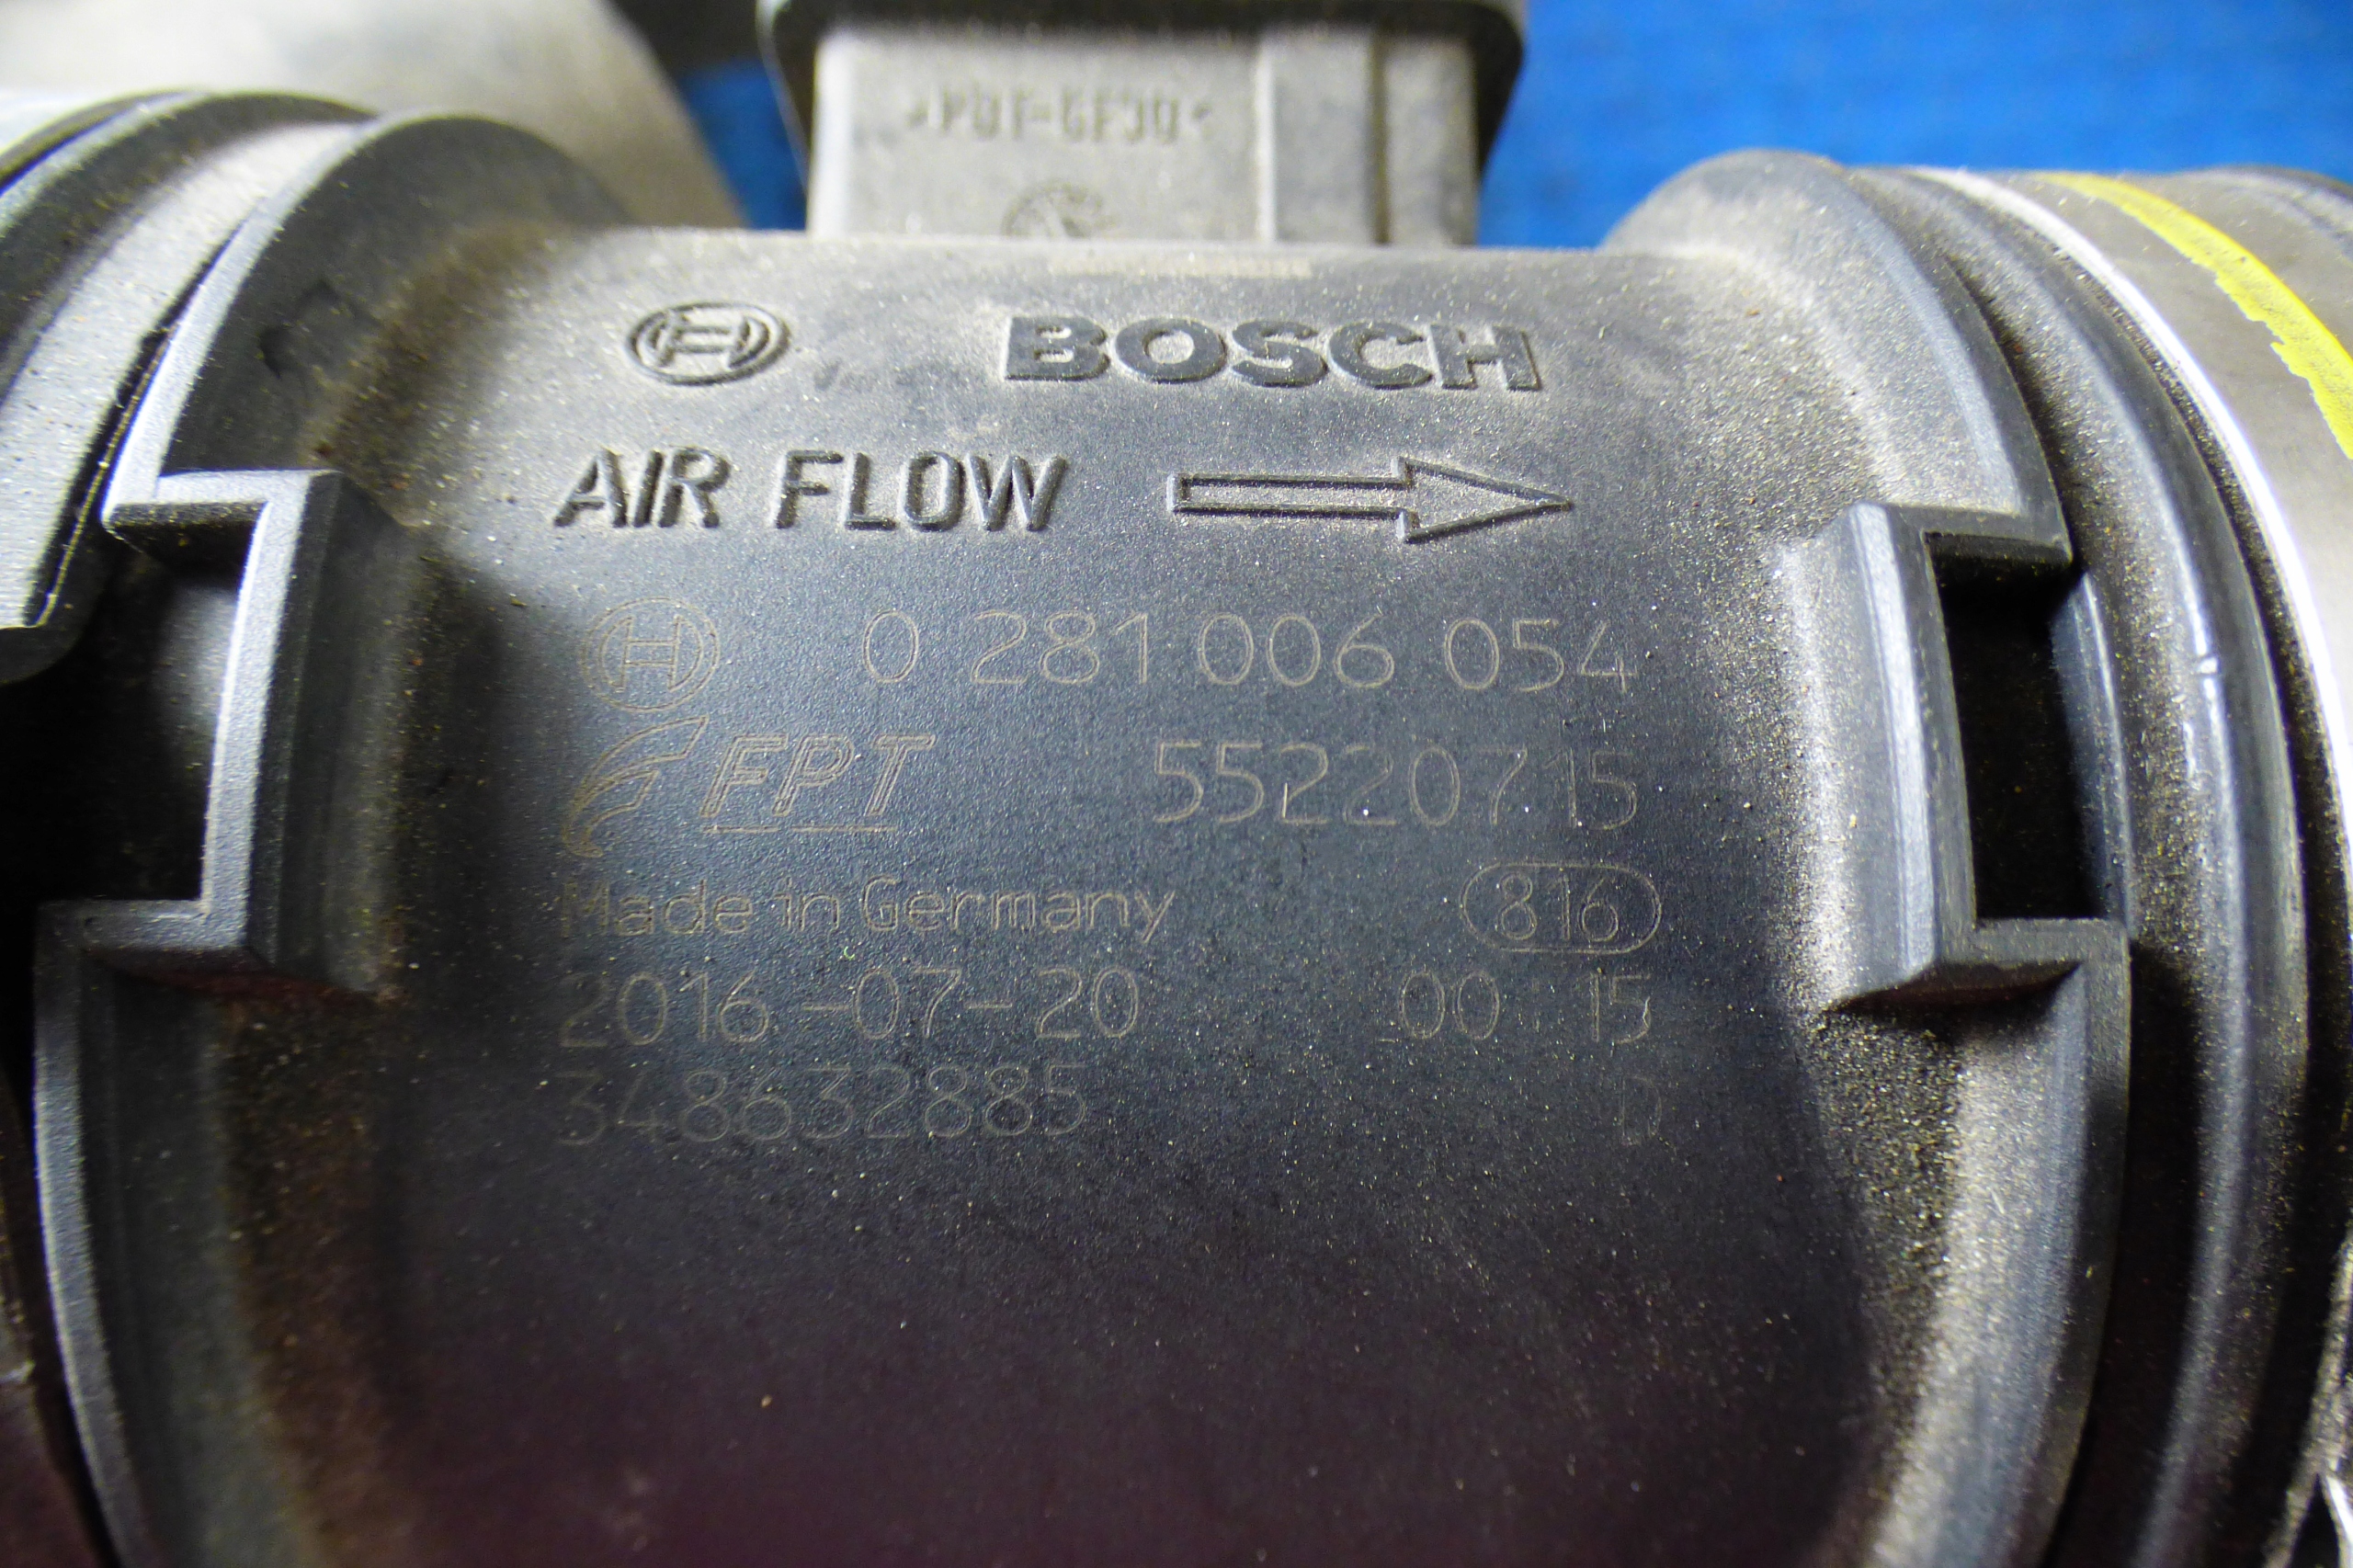 >PBT-GF30<
BOSCH
AIR FLOW
0 281 006 054
FPT 55220715
Made in Germany 816
2016-07-20 00 15
348632885 D